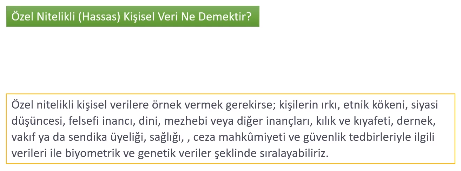 Özel Nitelikli (Hassas) Kişisel Veri Ne Demektir?
Özel nitelikli kişisel verilere örnek vermek gerekirse; kişilerin ırkı, etnik kökeni, siyasi
düşüncesi, felsefi inancı, dini, mezhebi veya diğer inançları, kılık ve kıyafeti, dernek,
vakıf ya da sendika üyeliği, sağlığı, , ceza mahkûmiyeti ve güvenlik tedbirleriyle ilgili
verileri ile biyometrik ve genetik veriler şeklinde sıralayabiliriz.